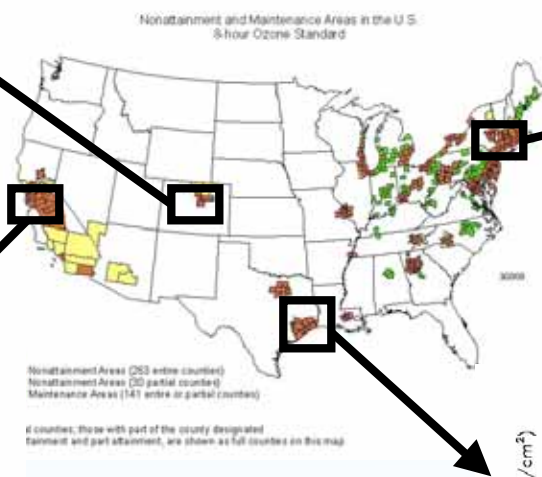 Nonattainment and Maintenance Areas in the U.S.
8-hour Ozone Standard
Nonattainment Areas (263 entire counties)
Nonattainment Areas (30 partial counties)
Maintenance Areas (141 entire or partial counties)
d counties, those with part of the county designated
tainment and part attainment, are shown as full counties on this map
/cm²)